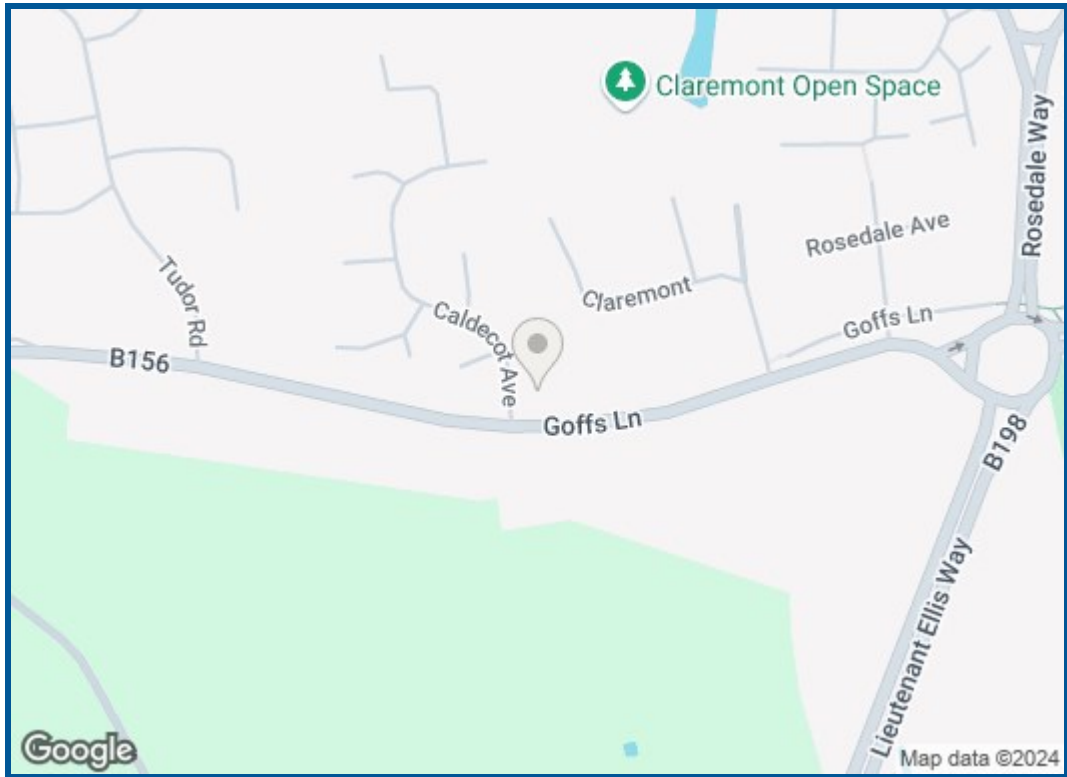 Claremont Open Space
Rosedale Way
Rosedale Ave
Tudor Rd
Claremont
Caldecot Ave
Goffs Ln
B156
Goffs Ln
B198
Lieutenant Ellis Way
Google
Map data ©2024